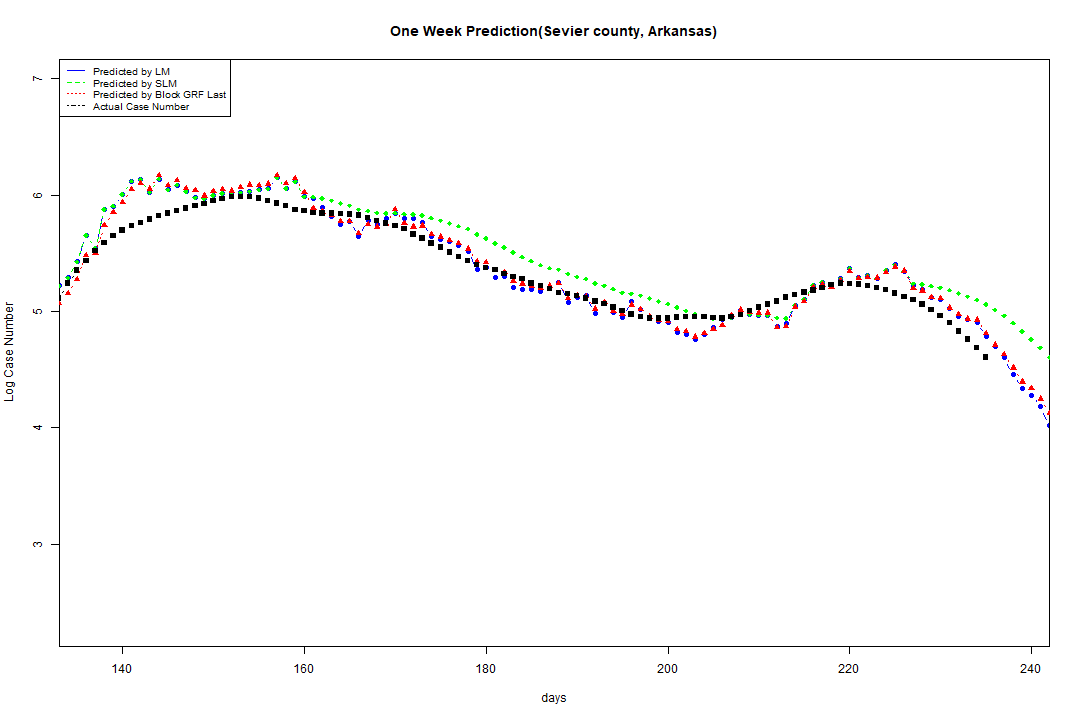 One Week Prediction(Sevier county, Arkansas)
Predicted by LM
Predicted by SLM
Predicted by Block GRF Last
Actual Case Number
7
6
5
4
3
Log Case Number
140 160 180 200 220 240
days